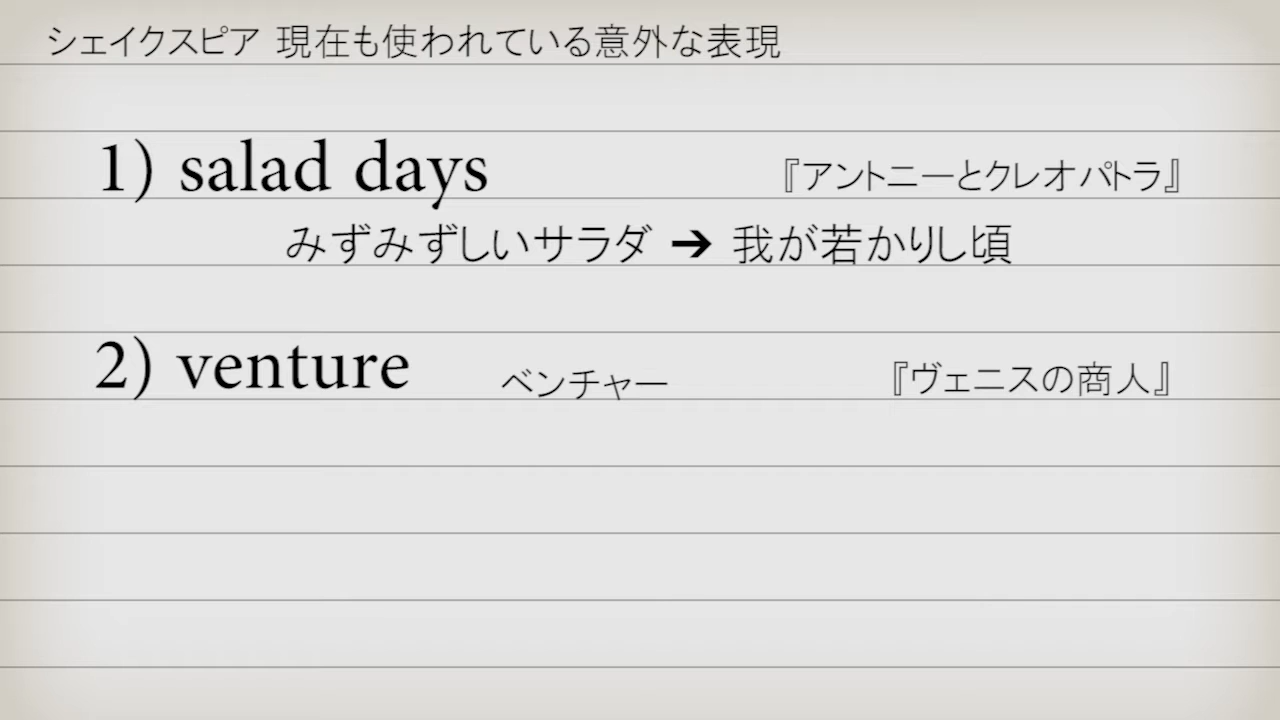 シェイクスピア 現在も使われている意外な表現
1) salad days 『アントニーとクレオパトラ』
みずみずしいサラダ ➔ 我が若かりし頃
2) venture ベンチャー 『ヴェニスの商人』